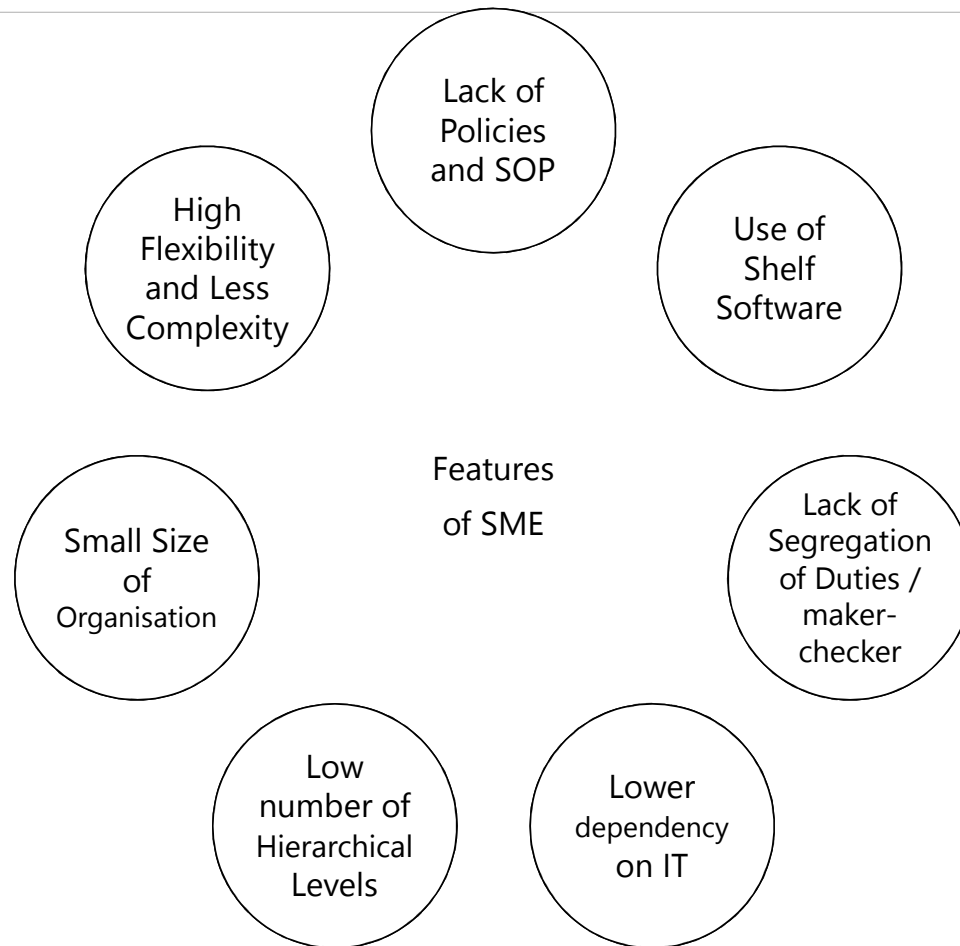 Lack of
Policies
and SOP
Use of
Shelf
Software
Lack of
Segregation
of Duties /
maker-
checker
Lower
dependency
on IT
Low
number of
Hierarchical
Levels
Small Size
of
Organisation
High
Flexibility
and Less
Complexity
Features
of SME